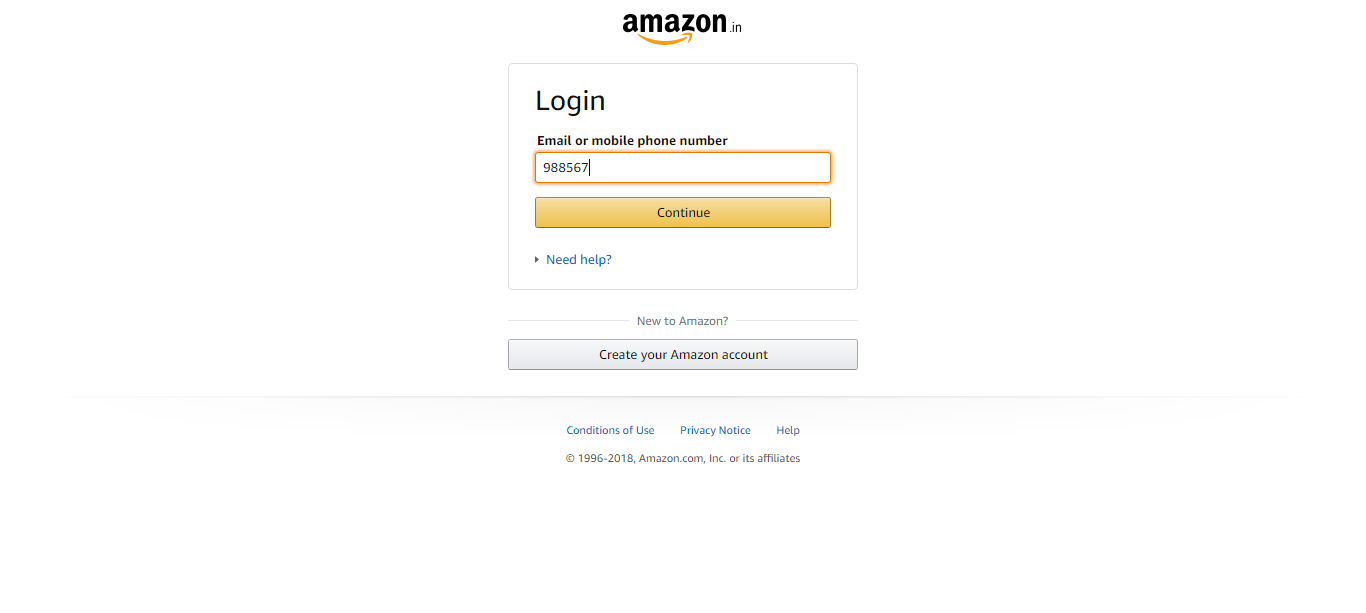 amazon.in
Login
Email or mobile phone number
988567
Continue
Need help?
New to Amazon?
Create your Amazon account
Conditions of Use Privacy Notice Help
© 1996-2018, Amazon.com, Inc. or its affiliates